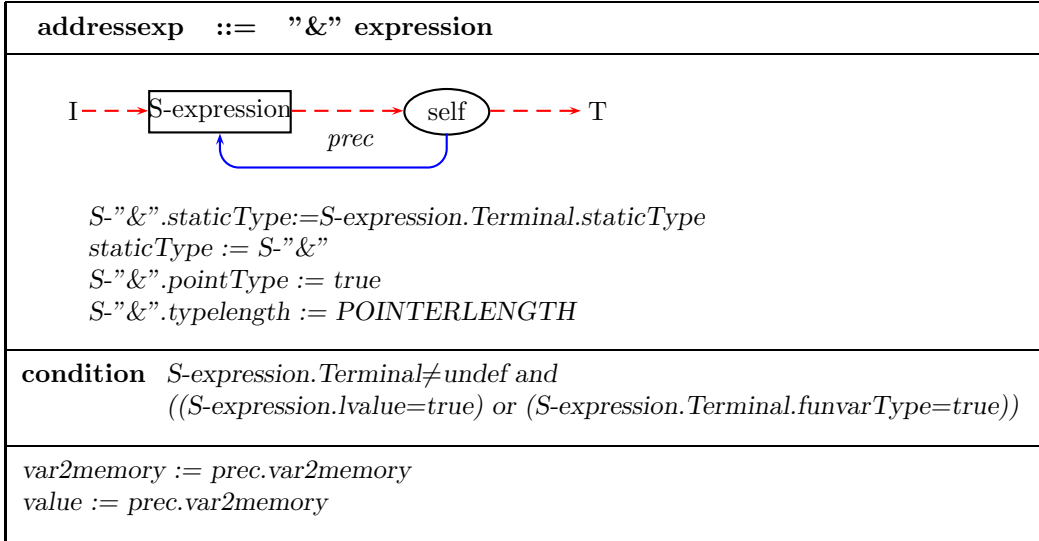 addressexp ::= ”&” expression
I S-expression self T
prec
S-”&”.staticType:=S-expression.Terminal.staticType
staticType := S-”&”
S-”&”.pointType := true
S-”&”.typelength := POINTERLENGTH
condition S-expression.Terminal≠undef and
((S-expression.lvalue=true) or (S-expression.Terminal.funvarType=true))
var2memory := prec.var2memory
value := prec.var2memory